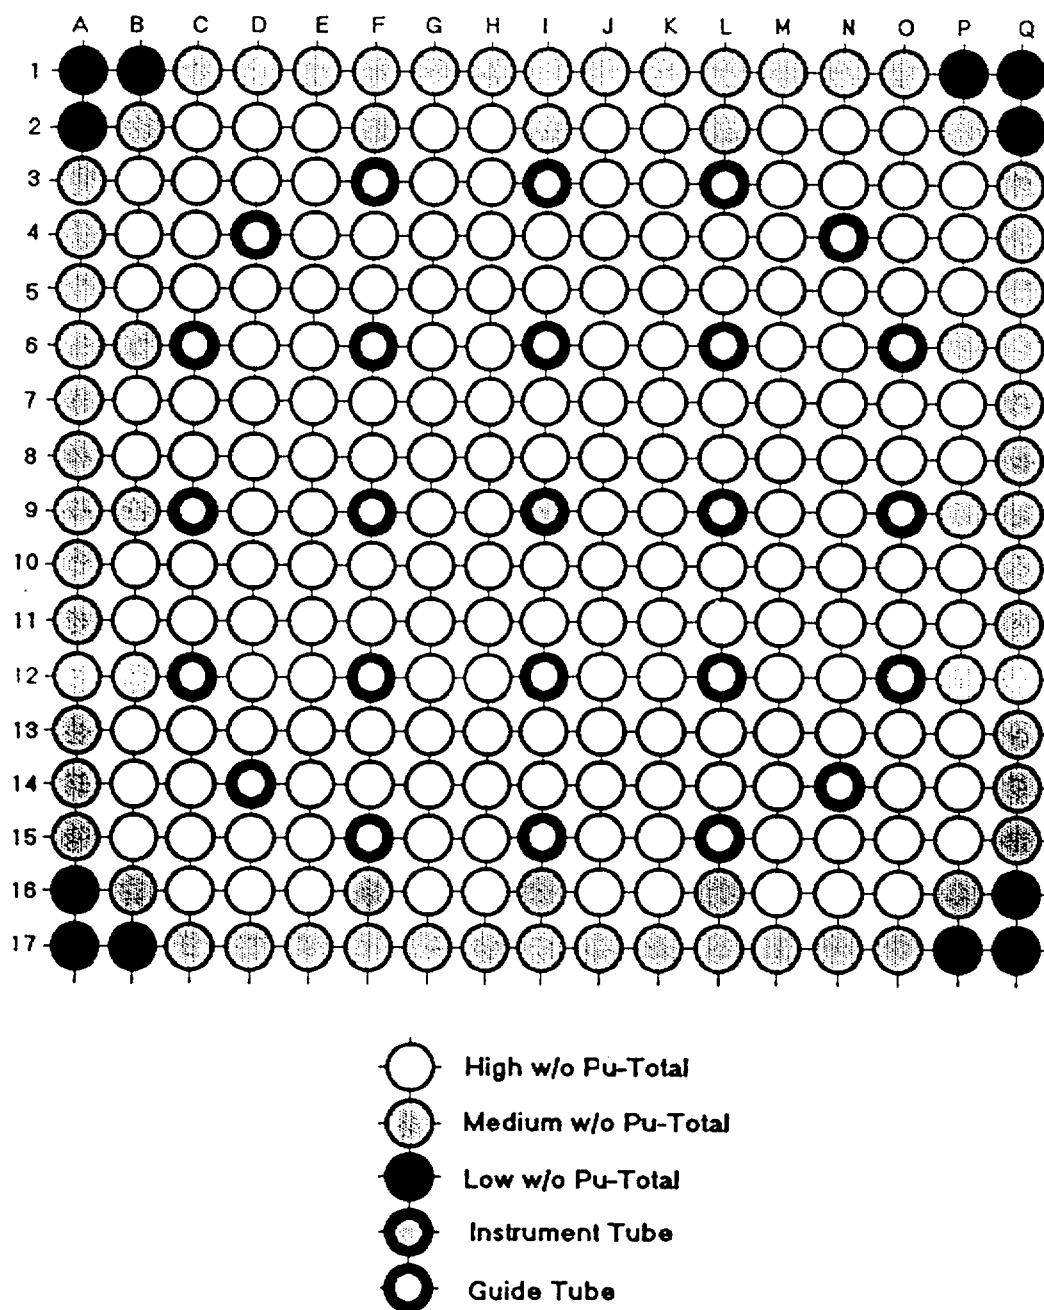 A B C D E F G H I J K L M N O P Q
1
2
3
4
5
6
7
8
9
10
11
12
13
14
15
16
17
High w/o Pu-Total
Medium w/o Pu-Total
Low w/o Pu-Total
Instrument Tube
Guide Tube